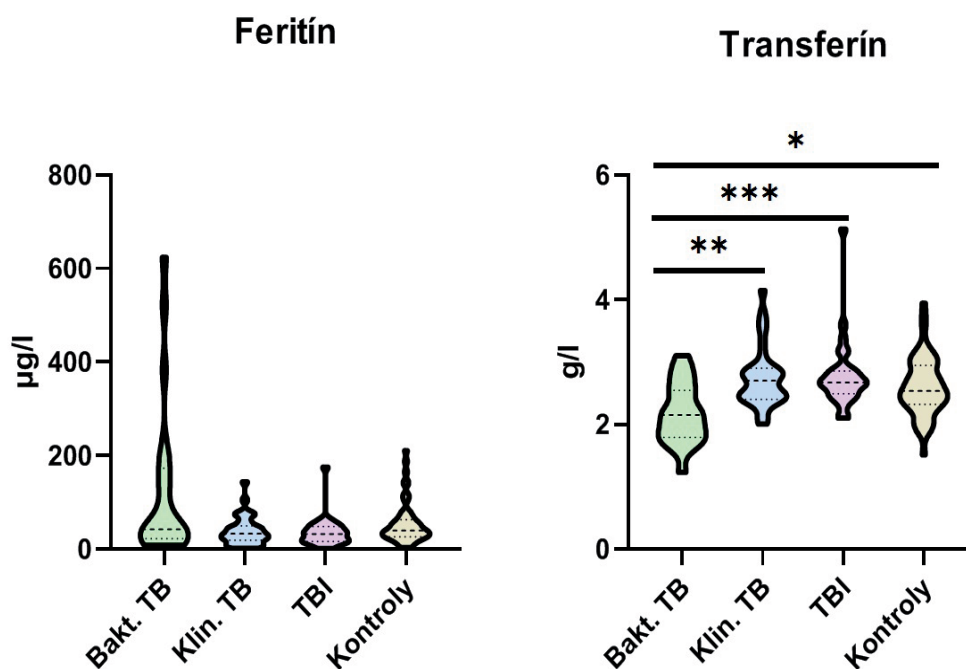 Feritín
µg/l
800
600
400
200
0
Bakt. TB
Klin. TB
TBI
Kontroly
Transferín
g/l
6
4
2
0
*
***
**
Bakt. TB
Klin. TB
TBI
Kontroly